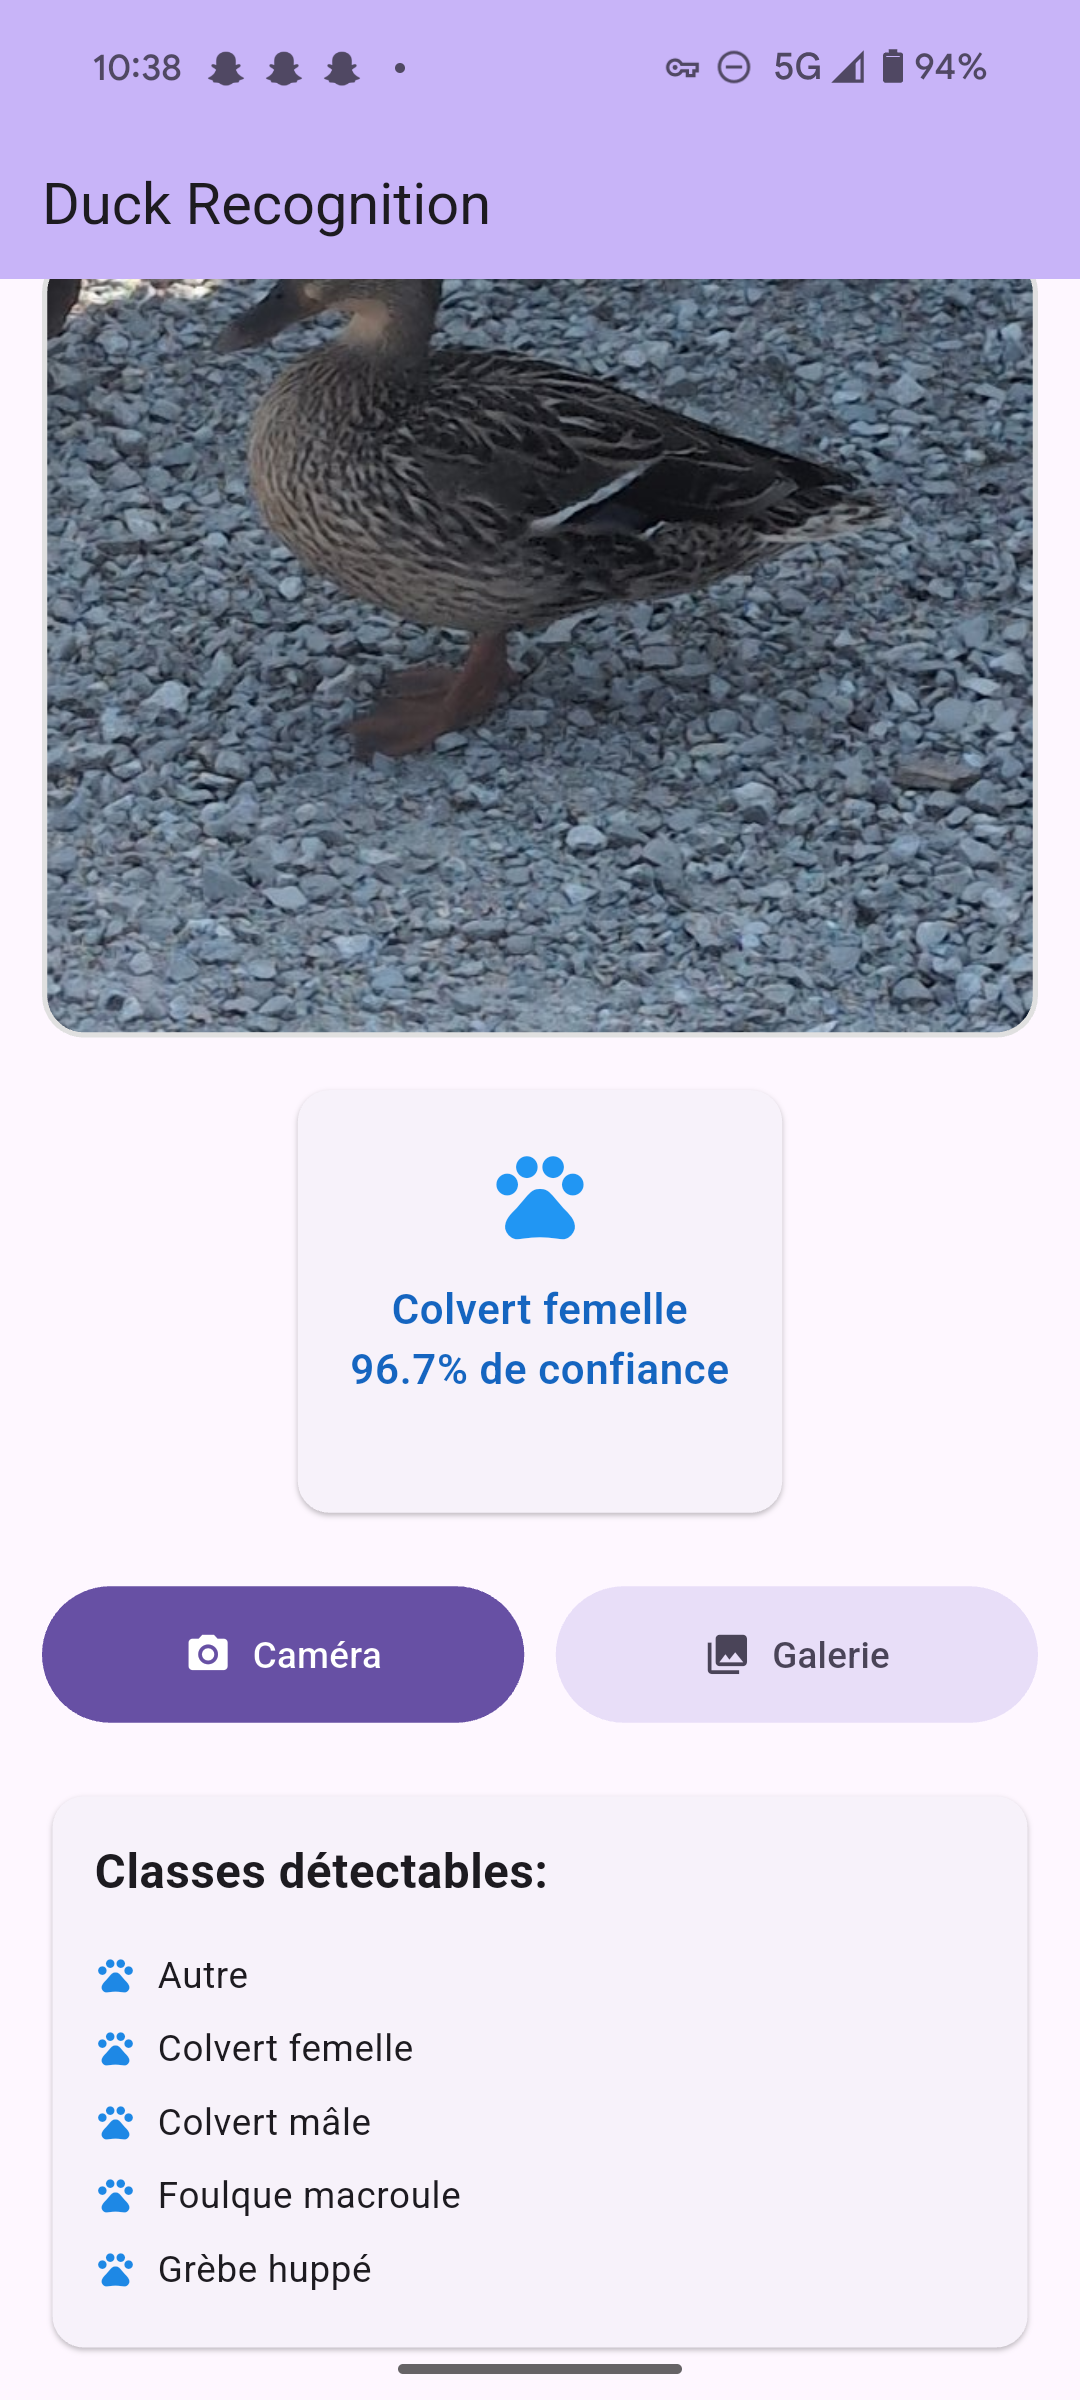 10:38 5G 94%
Duck Recognition
Colvert femelle
96.7% de confiance
Caméra Galerie
Classes détectables:
Autre
Colvert femelle
Colvert mâle
Foulque macroule
Grèbe huppé